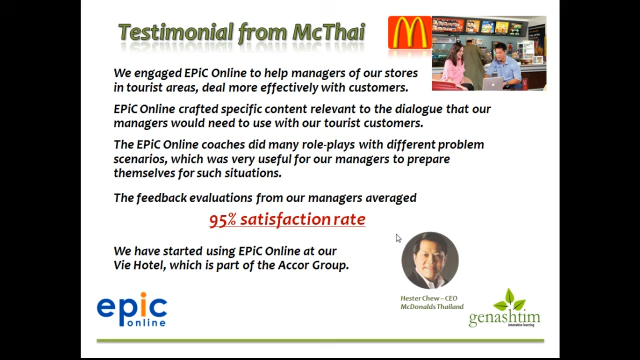 Testimonial from McThai
We engaged EPiC Online to help managers of our stores
in tourist areas, deal more effectively with customers.
EPiC Online crafted specific content relevant to the dialogue that our
managers would need to use with our tourist customers.
The EPiC Online coaches did many role-plays with different problem
scenarios, which was very useful for our managers to prepare
themselves for such situations.
The feedback evaluations from our managers averaged
95% satisfaction rate
We have started using EPiC Online at our
Vie Hotel, which is part of the Accor Group.
Hester Chew – CEO
McDonalds Thailand
epic
online
genashtim
innovative learning